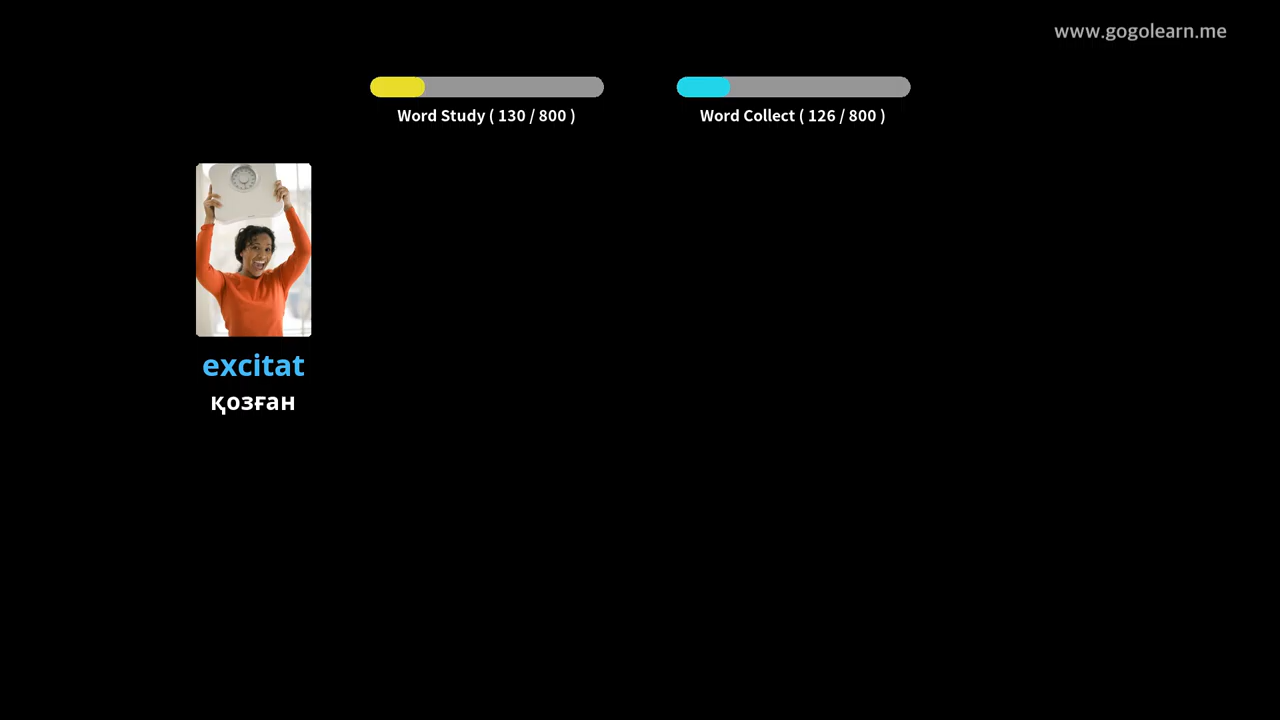 www.gogolearn.me
Word Study ( 130 / 800 )
Word Collect ( 126 / 800 )
excitat
қозған